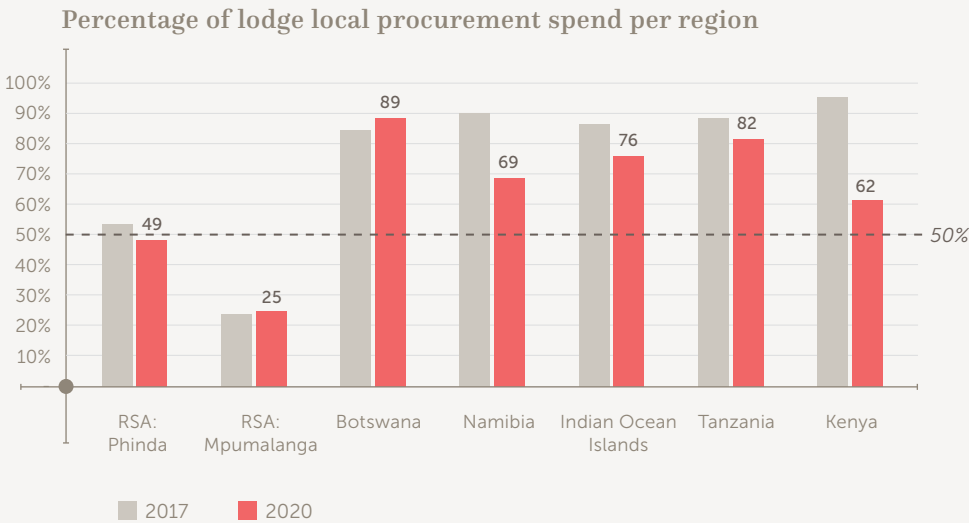 Percentage of lodge local procurement spend per region
100%
90%
80%
70%
60%
50%
40%
30%
20%
10%
49
25
89
69
76
82
62
50%
RSA:
Phinda
RSA:
Mpumalanga
Botswana
Namibia
Indian Ocean
Islands
Tanzania
Kenya
2017
2020